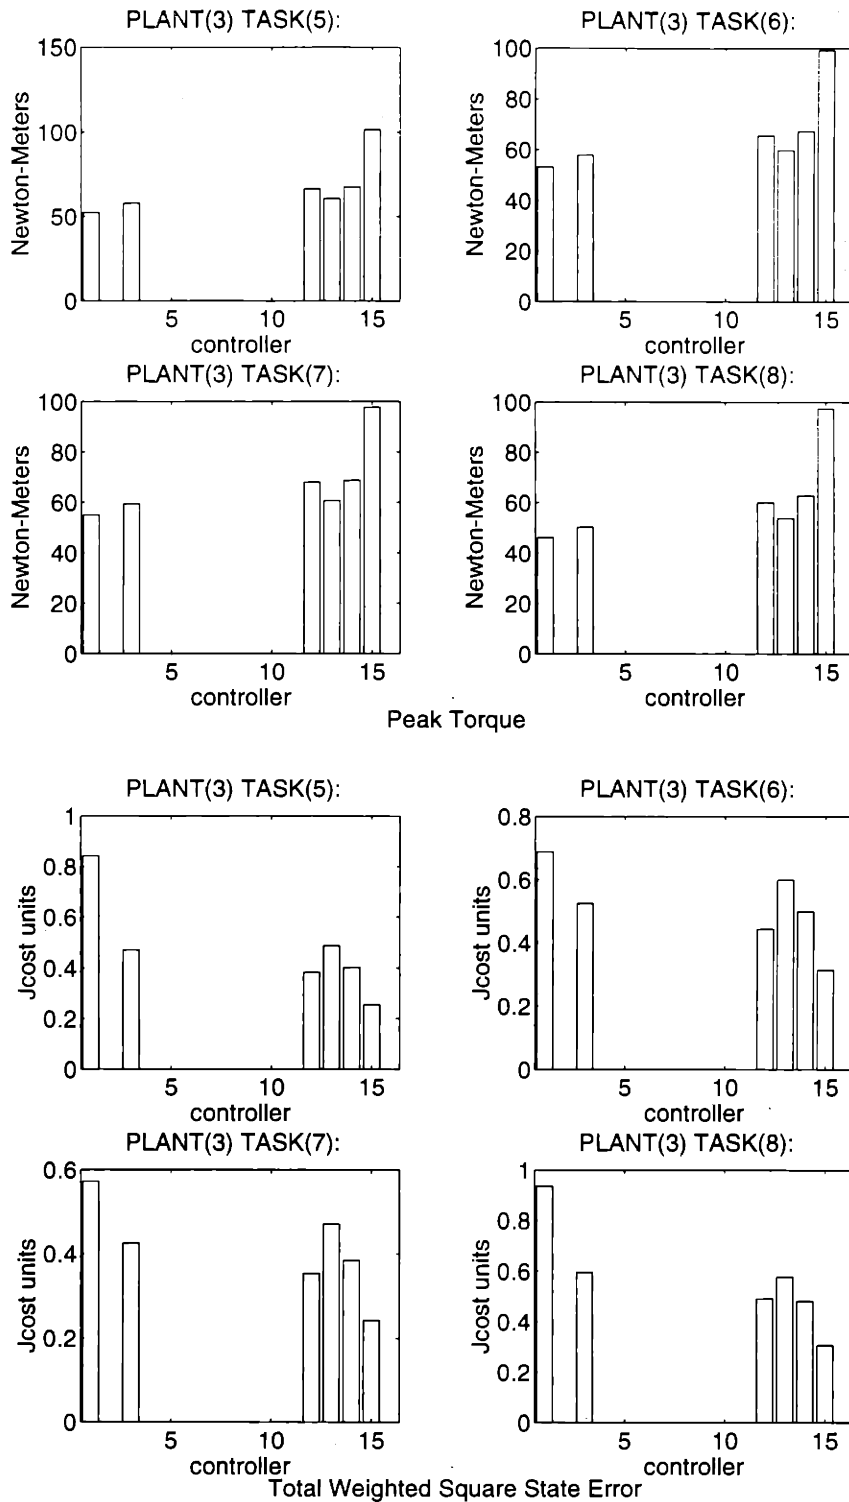 PLANT(3) TASK(5):
150
100
50
0
Newton-Meters
5 10 15
controller
PLANT(3) TASK(6):
100
80
60
40
20
0
Newton-Meters
5 10 15
controller
PLANT(3) TASK(7):
100
80
60
40
20
0
Newton-Meters
5 10 15
controller
PLANT(3) TASK(8):
100
80
60
40
20
0
Newton-Meters
5 10 15
controller
Peak Torque
PLANT(3) TASK(5):
1
0.8
0.6
0.4
0.2
0
Jcost units
5 10 15
controller
PLANT(3) TASK(6):
0.8
0.6
0.4
0.2
0
Jcost units
5 10 15
controller
PLANT(3) TASK(7):
0.6
0.4
0.2
0
Jcost units
5 10 15
controller
PLANT(3) TASK(8):
1
0.8
0.6
0.4
0.2
0
Jcost units
5 10 15
controller
Total Weighted Square State Error